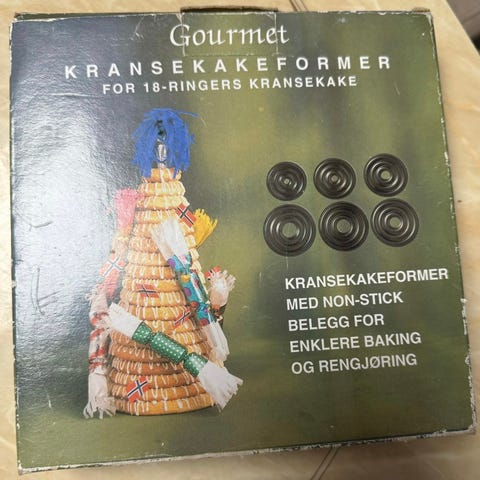 Gourmet
KRANSEKAKEFORMER
FOR 18-RINGERS KRANSEKAKE
KRANSEKAKEFORMER
MED NON-STICK
BELEGG FOR
ENKLERE BAKING
OG RENGJØRING